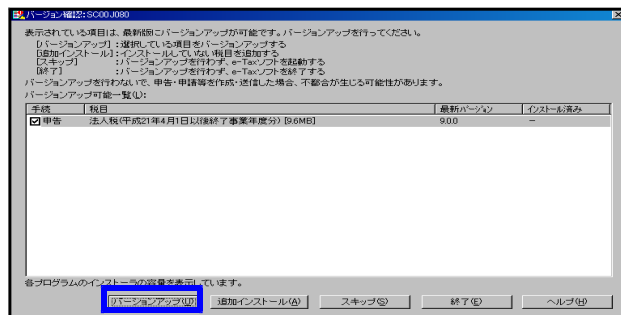 バージョン確認:SC00J080
表示されている項目は、最新版にバージョンアップが可能です。バージョンアップを行ってください。
[バージョンアップ]:選択している項目をバージョンアップする
[追加インストール]:インストールしていない税目を追加する
[スキップ] :バージョンアップを行わず、e-Taxソフトを起動する
[終了] :バージョンアップを行わず、e-Taxソフトを終了する
バージョンアップを行わないで、申告・申請等を作成・送信した場合、不都合が生じる可能性があります。
バージョンアップ可能一覧(L):
手続 税目 最新バージョン インストール済み
申告 法人税(平成21年4月1日以後終了事業年度分) [9.6MB] 9.0.0 －
各プログラムのインストーラの容量を表示しています。
バージョンアップ(U) 追加インストール(A) スキップ(S) 終了(E) ヘルプ(H)